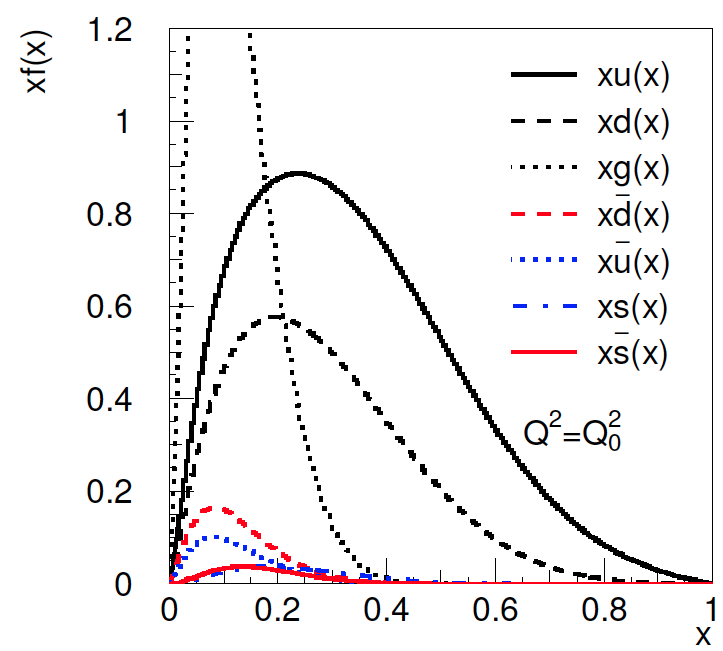 xf(x)
1.2
1
0.8
0.6
0.4
0.2
0
xu(x)
xd(x)
xg(x)
xd̄(x)
xū(x)
xs(x)
xs̄(x)
Q²=Q₀²
0 0.2 0.4 0.6 0.8 1
x